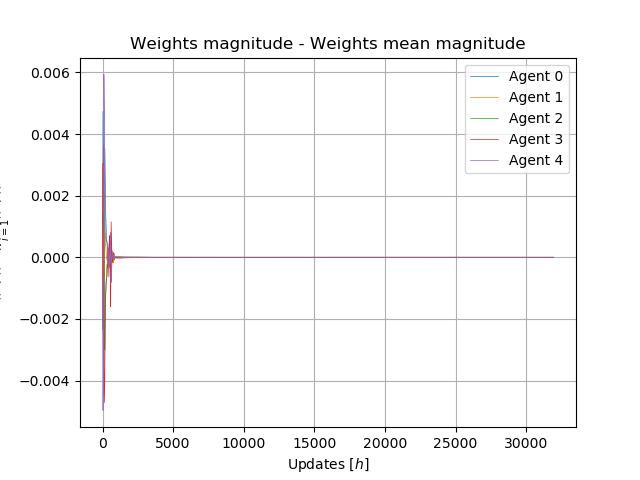 Weights magnitude - Weights mean magnitude
0.006
0.004
0.002
0.000
−0.002
−0.004
0
5000
10000
15000
20000
25000
30000
Updates [h]
Agent 0
Agent 1
Agent 2
Agent 3
Agent 4